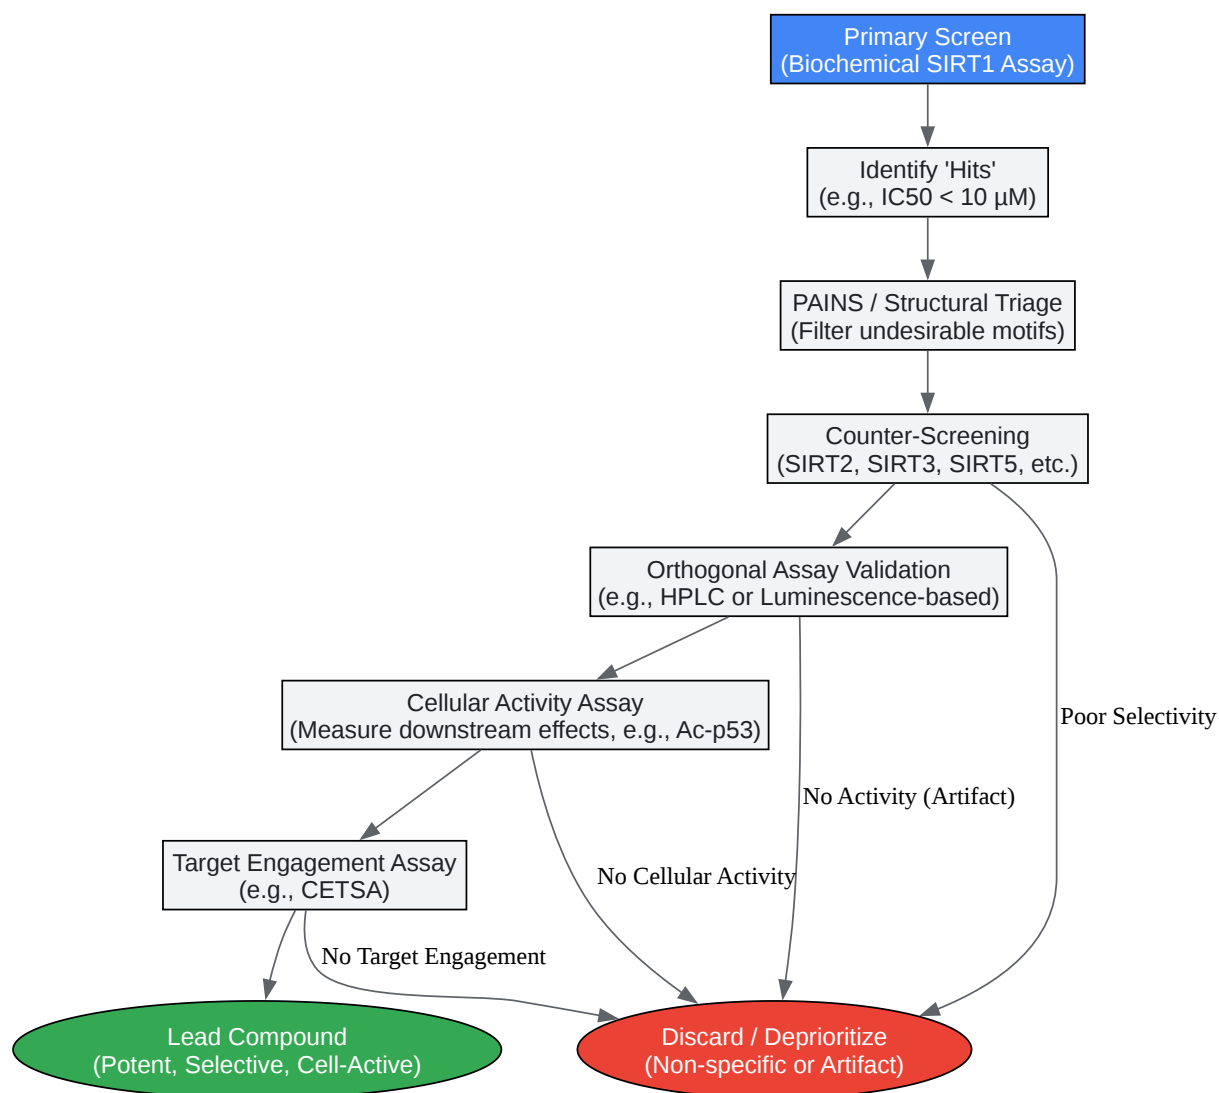 Primary Screen
(Biochemical SIRT1 Assay)
Identify 'Hits'
(e.g., IC50 < 10 µM)
PAINS / Structural Triage
(Filter undesirable motifs)
Counter-Screening
(SIRT2, SIRT3, SIRT5, etc.)
Orthogonal Assay Validation
(e.g., HPLC or Luminescence-based)
Cellular Activity Assay
(Measure downstream effects, e.g., Ac-p53)
Poor Selectivity
No Activity (Artifact)
Target Engagement Assay
(e.g., CETSA)
No Cellular Activity
No Target Engagement
Lead Compound
(Potent, Selective, Cell-Active)
Discard / Deprioritize
(Non-specific or Artifact)